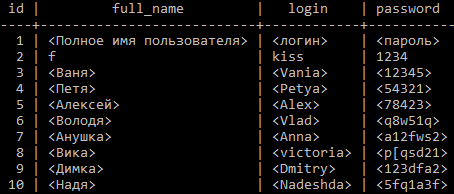 id | full_name | login | password
1 | <Полное имя пользователя> | <логин> | <пароль>
2 | f | kiss | 1234
3 | <Ваня> | <Vania> | <12345>
4 | <Петя> | <Petya> | <54321>
5 | <Алексей> | <Alex> | <78423>
6 | <Володя> | <Vlad> | <q8w51q>
7 | <Анушка> | <Anna> | <a12fws2>
8 | <Вика> | <victoria> | <p[qsd21>
9 | <Димка> | <Dmitry> | <123dfa2>
10 | <Надя> | <Nadeshda> | <5fq1a3f>